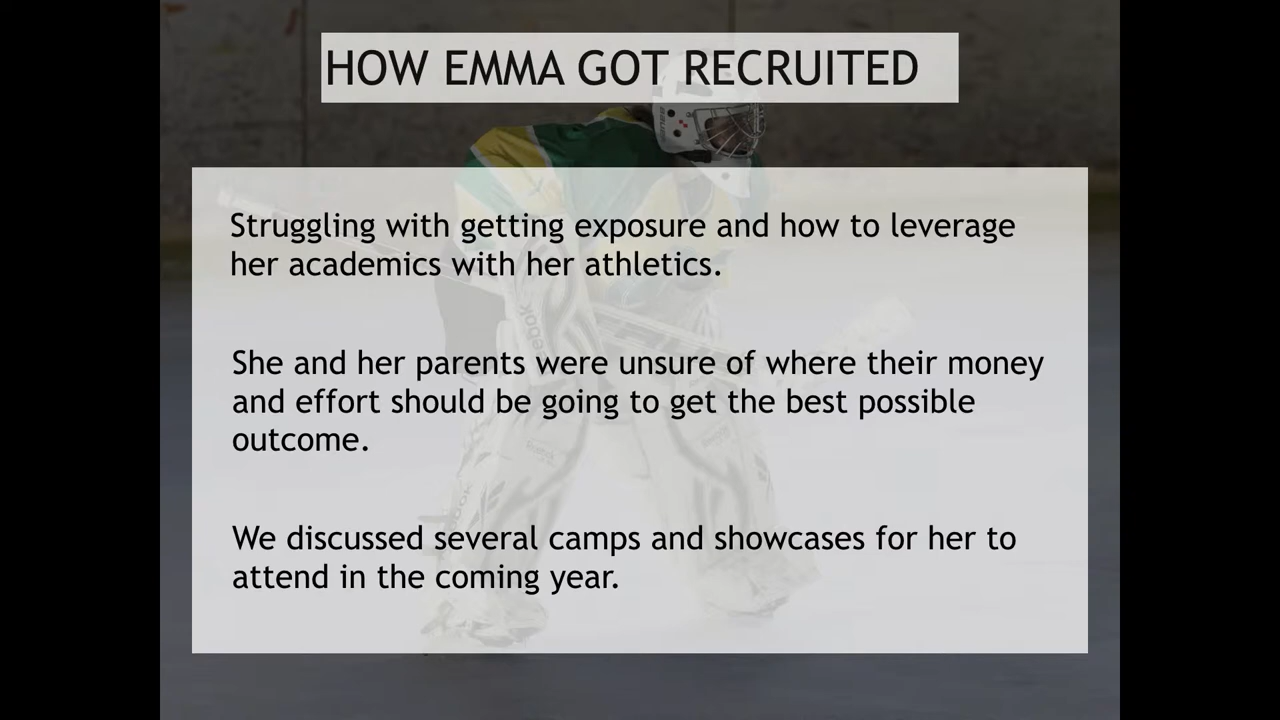 HOW EMMA GOT RECRUITED
Struggling with getting exposure and how to leverage
her academics with her athletics.
She and her parents were unsure of where their money
and effort should be going to get the best possible
outcome.
We discussed several camps and showcases for her to
attend in the coming year.